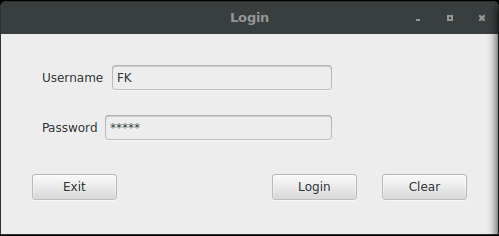 Login
Username FK
Password *****
Exit Login Clear